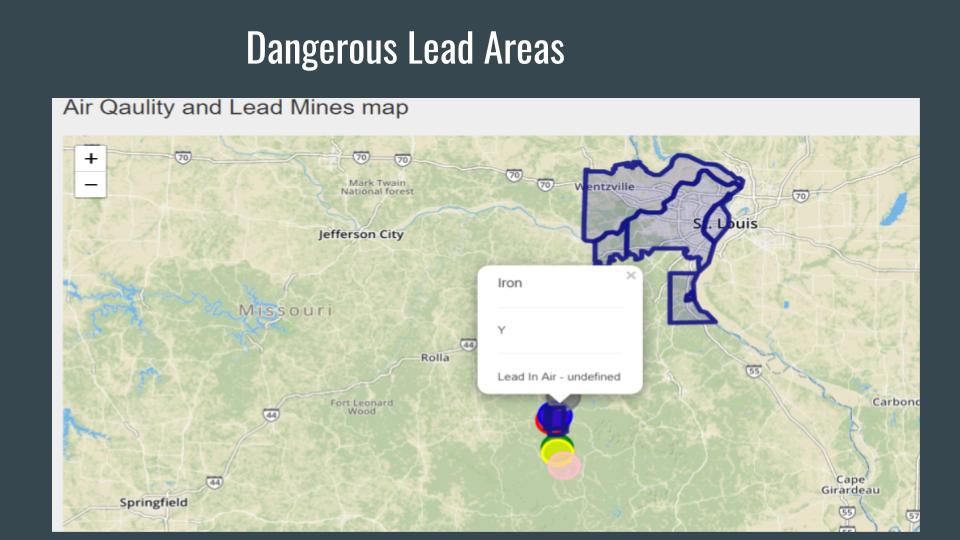 Dangerous Lead Areas
Air Qaulity and Lead Mines map
+
−
70
70
70
70
70
70
Mark Twain
National forest
Wentzville
Jefferson City
St. Louis
Missouri
Iron
×
Y
Lead In Air - undefined
44
Rolla
55
Fort Leonard
Wood
44
Carbond
44
Springfield
Cape
Girardeau
55
57
55